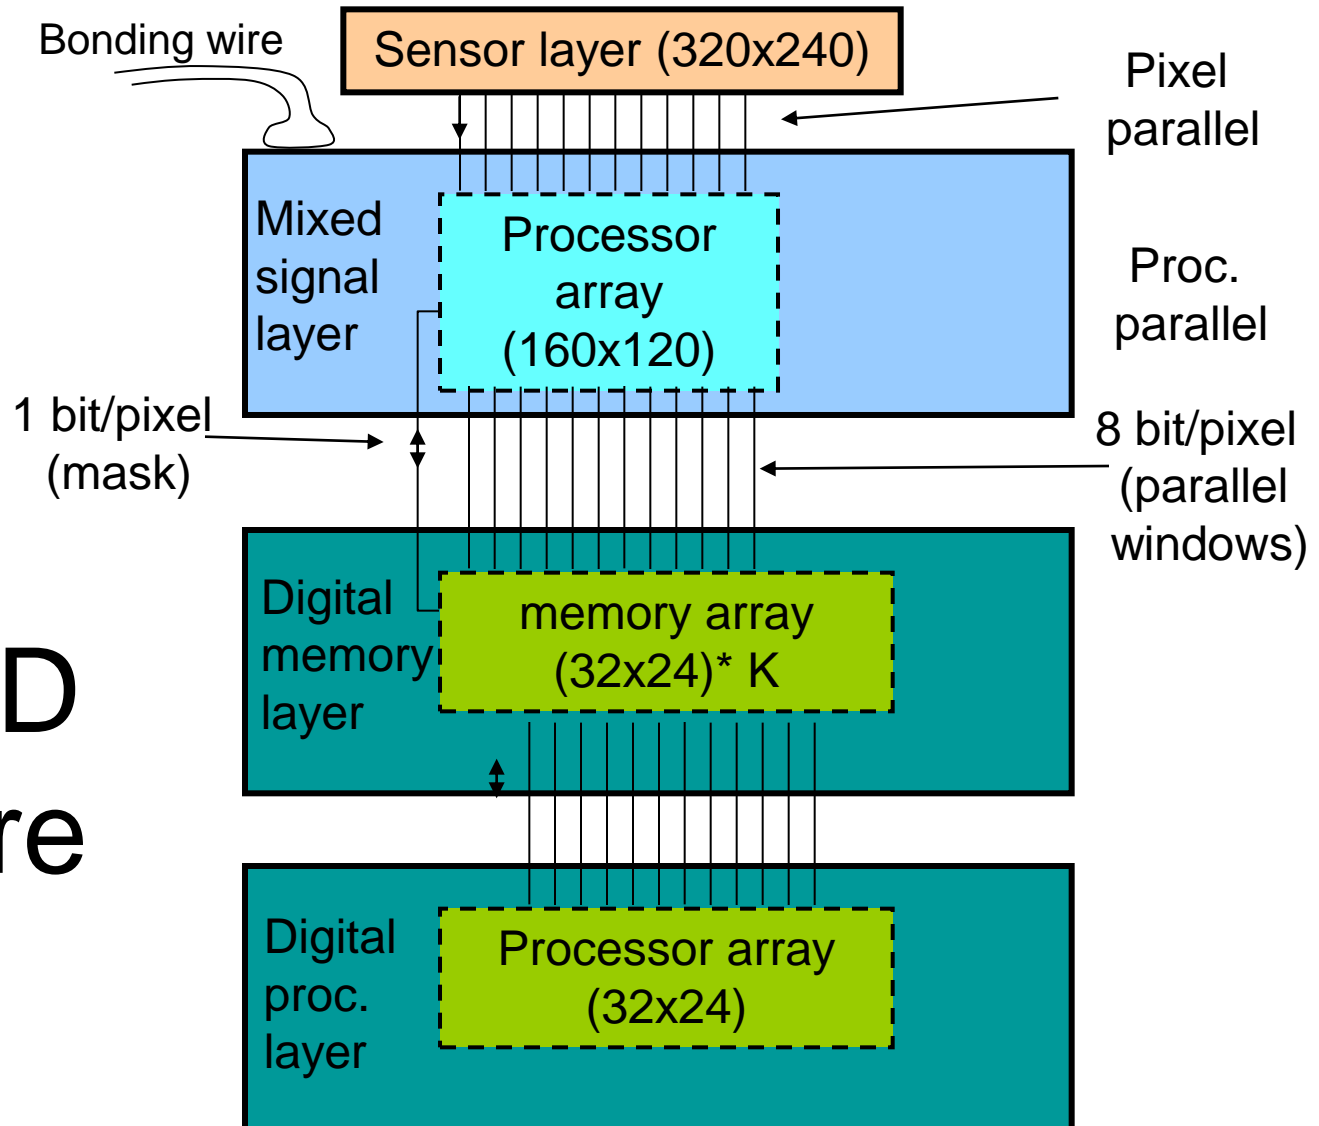 Bonding wire
Sensor layer (320x240)
Pixel
parallel
Mixed
signal
layer
Processor
array
(160x120)
Proc.
parallel
1 bit/pixel
(mask)
8 bit/pixel
(parallel
windows)
Digital
memory
layer
memory array
(32x24)* K
D
re
Digital
proc.
layer
Processor array
(32x24)